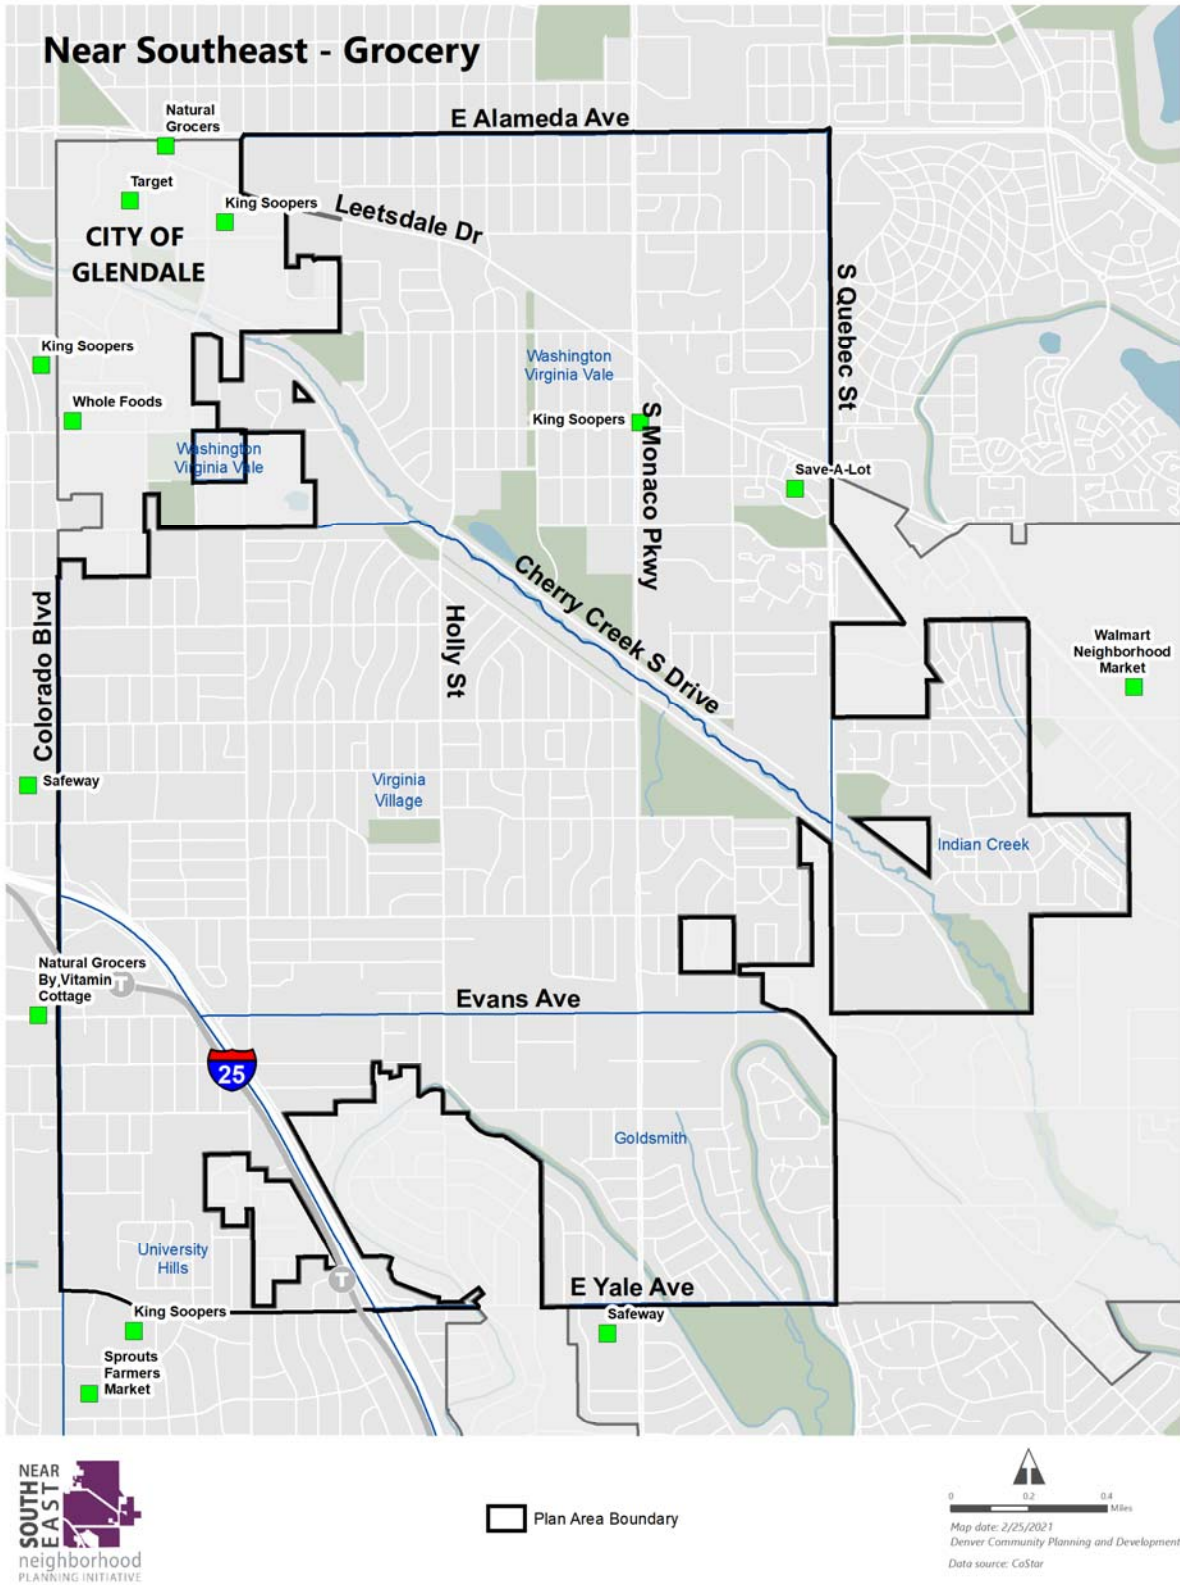 Near Southeast - Grocery
E Alameda Ave
Natural
Grocers
Target
King Soopers
Leetsdale Dr
CITY OF
GLENDALE
S Quebec St
King Soopers
Washington
Virginia Vale
Whole Foods
King Soopers
S Monaco Pkwy
Washington
Virginia Vale
Save-A-Lot
Cherry Creek S Drive
Colorado Blvd
Holly St
Walmart
Neighborhood
Market
Safeway
Virginia
Village
Indian Creek
Natural Grocers
By Vitamin
Cottage
T
Evans Ave
25
Goldsmith
University
Hills
T
E Yale Ave
King Soopers
Safeway
Sprouts
Farmers
Market
NEAR
SOUTH
EAST
neighborhood
PLANNING INITIATIVE
Plan Area Boundary
0 0.2 0.4
Miles
Map date: 2/25/2021
Denver Community Planning and Development
Data source: CoStar